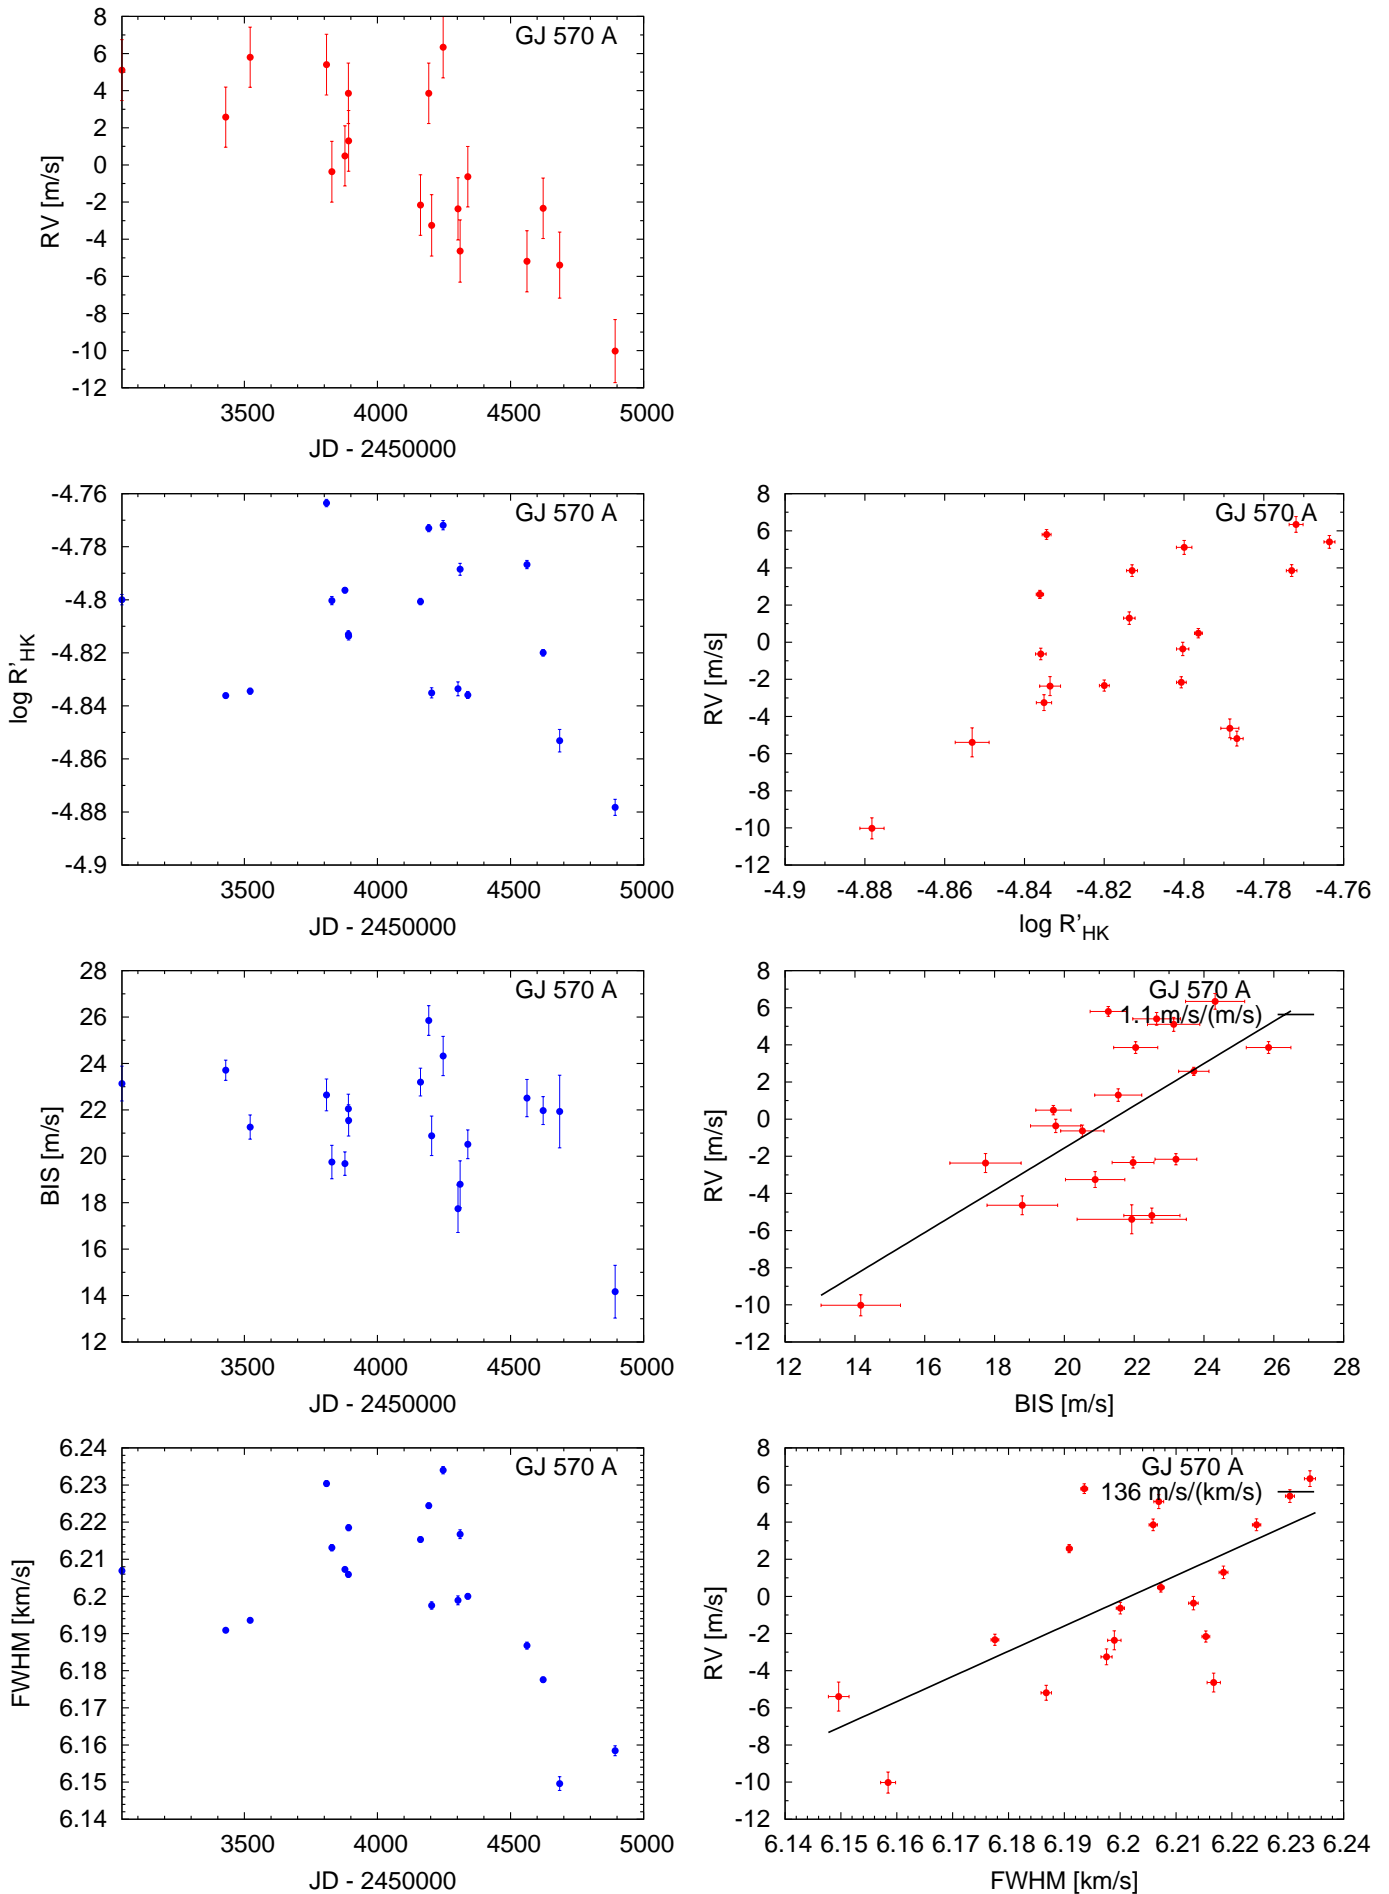 GJ 570 A
8
6
4
2
0
-2
-4
-6
-8
-10
-12
RV [m/s]
3500 4000 4500 5000
JD - 2450000
GJ 570 A
-4.76
-4.78
-4.8
-4.82
-4.84
-4.86
-4.88
-4.9
log R'HK
3500 4000 4500 5000
JD - 2450000
GJ 570 A
8
6
4
2
0
-2
-4
-6
-8
-10
-12
RV [m/s]
-4.9 -4.88 -4.86 -4.84 -4.82 -4.8 -4.78 -4.76
log R'HK
GJ 570 A
28
26
24
22
20
18
16
14
12
BIS [m/s]
3500 4000 4500 5000
JD - 2450000
GJ 570 A
1.1 m/s/(m/s)
8
6
4
2
0
-2
-4
-6
-8
-10
-12
RV [m/s]
12 14 16 18 20 22 24 26 28
BIS [m/s]
GJ 570 A
6.24
6.23
6.22
6.21
6.2
6.19
6.18
6.17
6.16
6.15
6.14
FWHM [km/s]
3500 4000 4500 5000
JD - 2450000
GJ 570 A
136 m/s/(km/s)
8
6
4
2
0
-2
-4
-6
-8
-10
-12
RV [m/s]
6.14 6.15 6.16 6.17 6.18 6.19 6.2 6.21 6.22 6.23 6.24
FWHM [km/s]